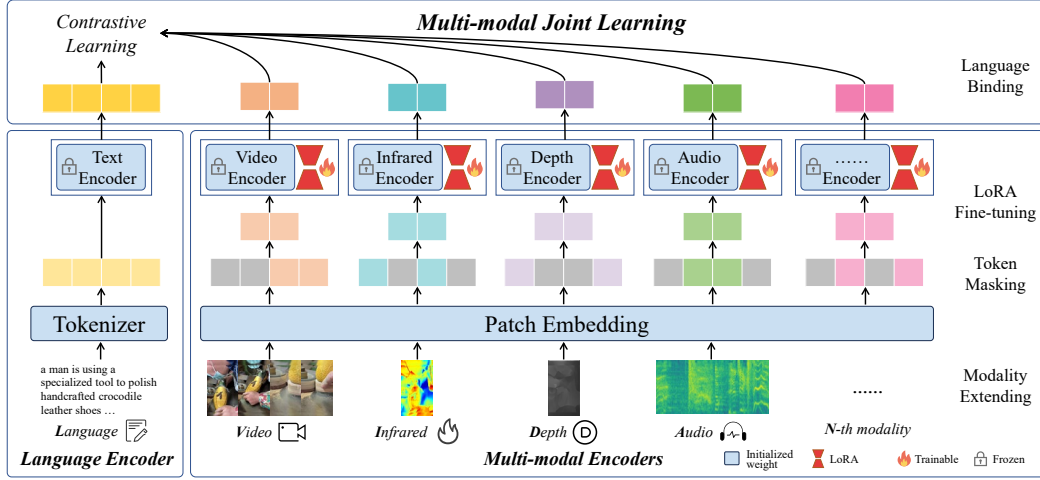 Multi-modal Joint Learning
Contrastive
Learning
Language
Binding
Text
Encoder
Video
Encoder
Infrared
Encoder
Depth
Encoder
Audio
Encoder
......
Encoder
LoRA
Fine-tuning
Token
Masking
Tokenizer
Patch Embedding
a man is using a
specialized tool to polish
handcrafted crocodile
leather shoes ...
......
Modality
Extending
Language
Video
Infrared
Depth
D
Audio
N-th modality
Language Encoder
Multi-modal Encoders
Initialized
weight
LoRA
Trainable
Frozen